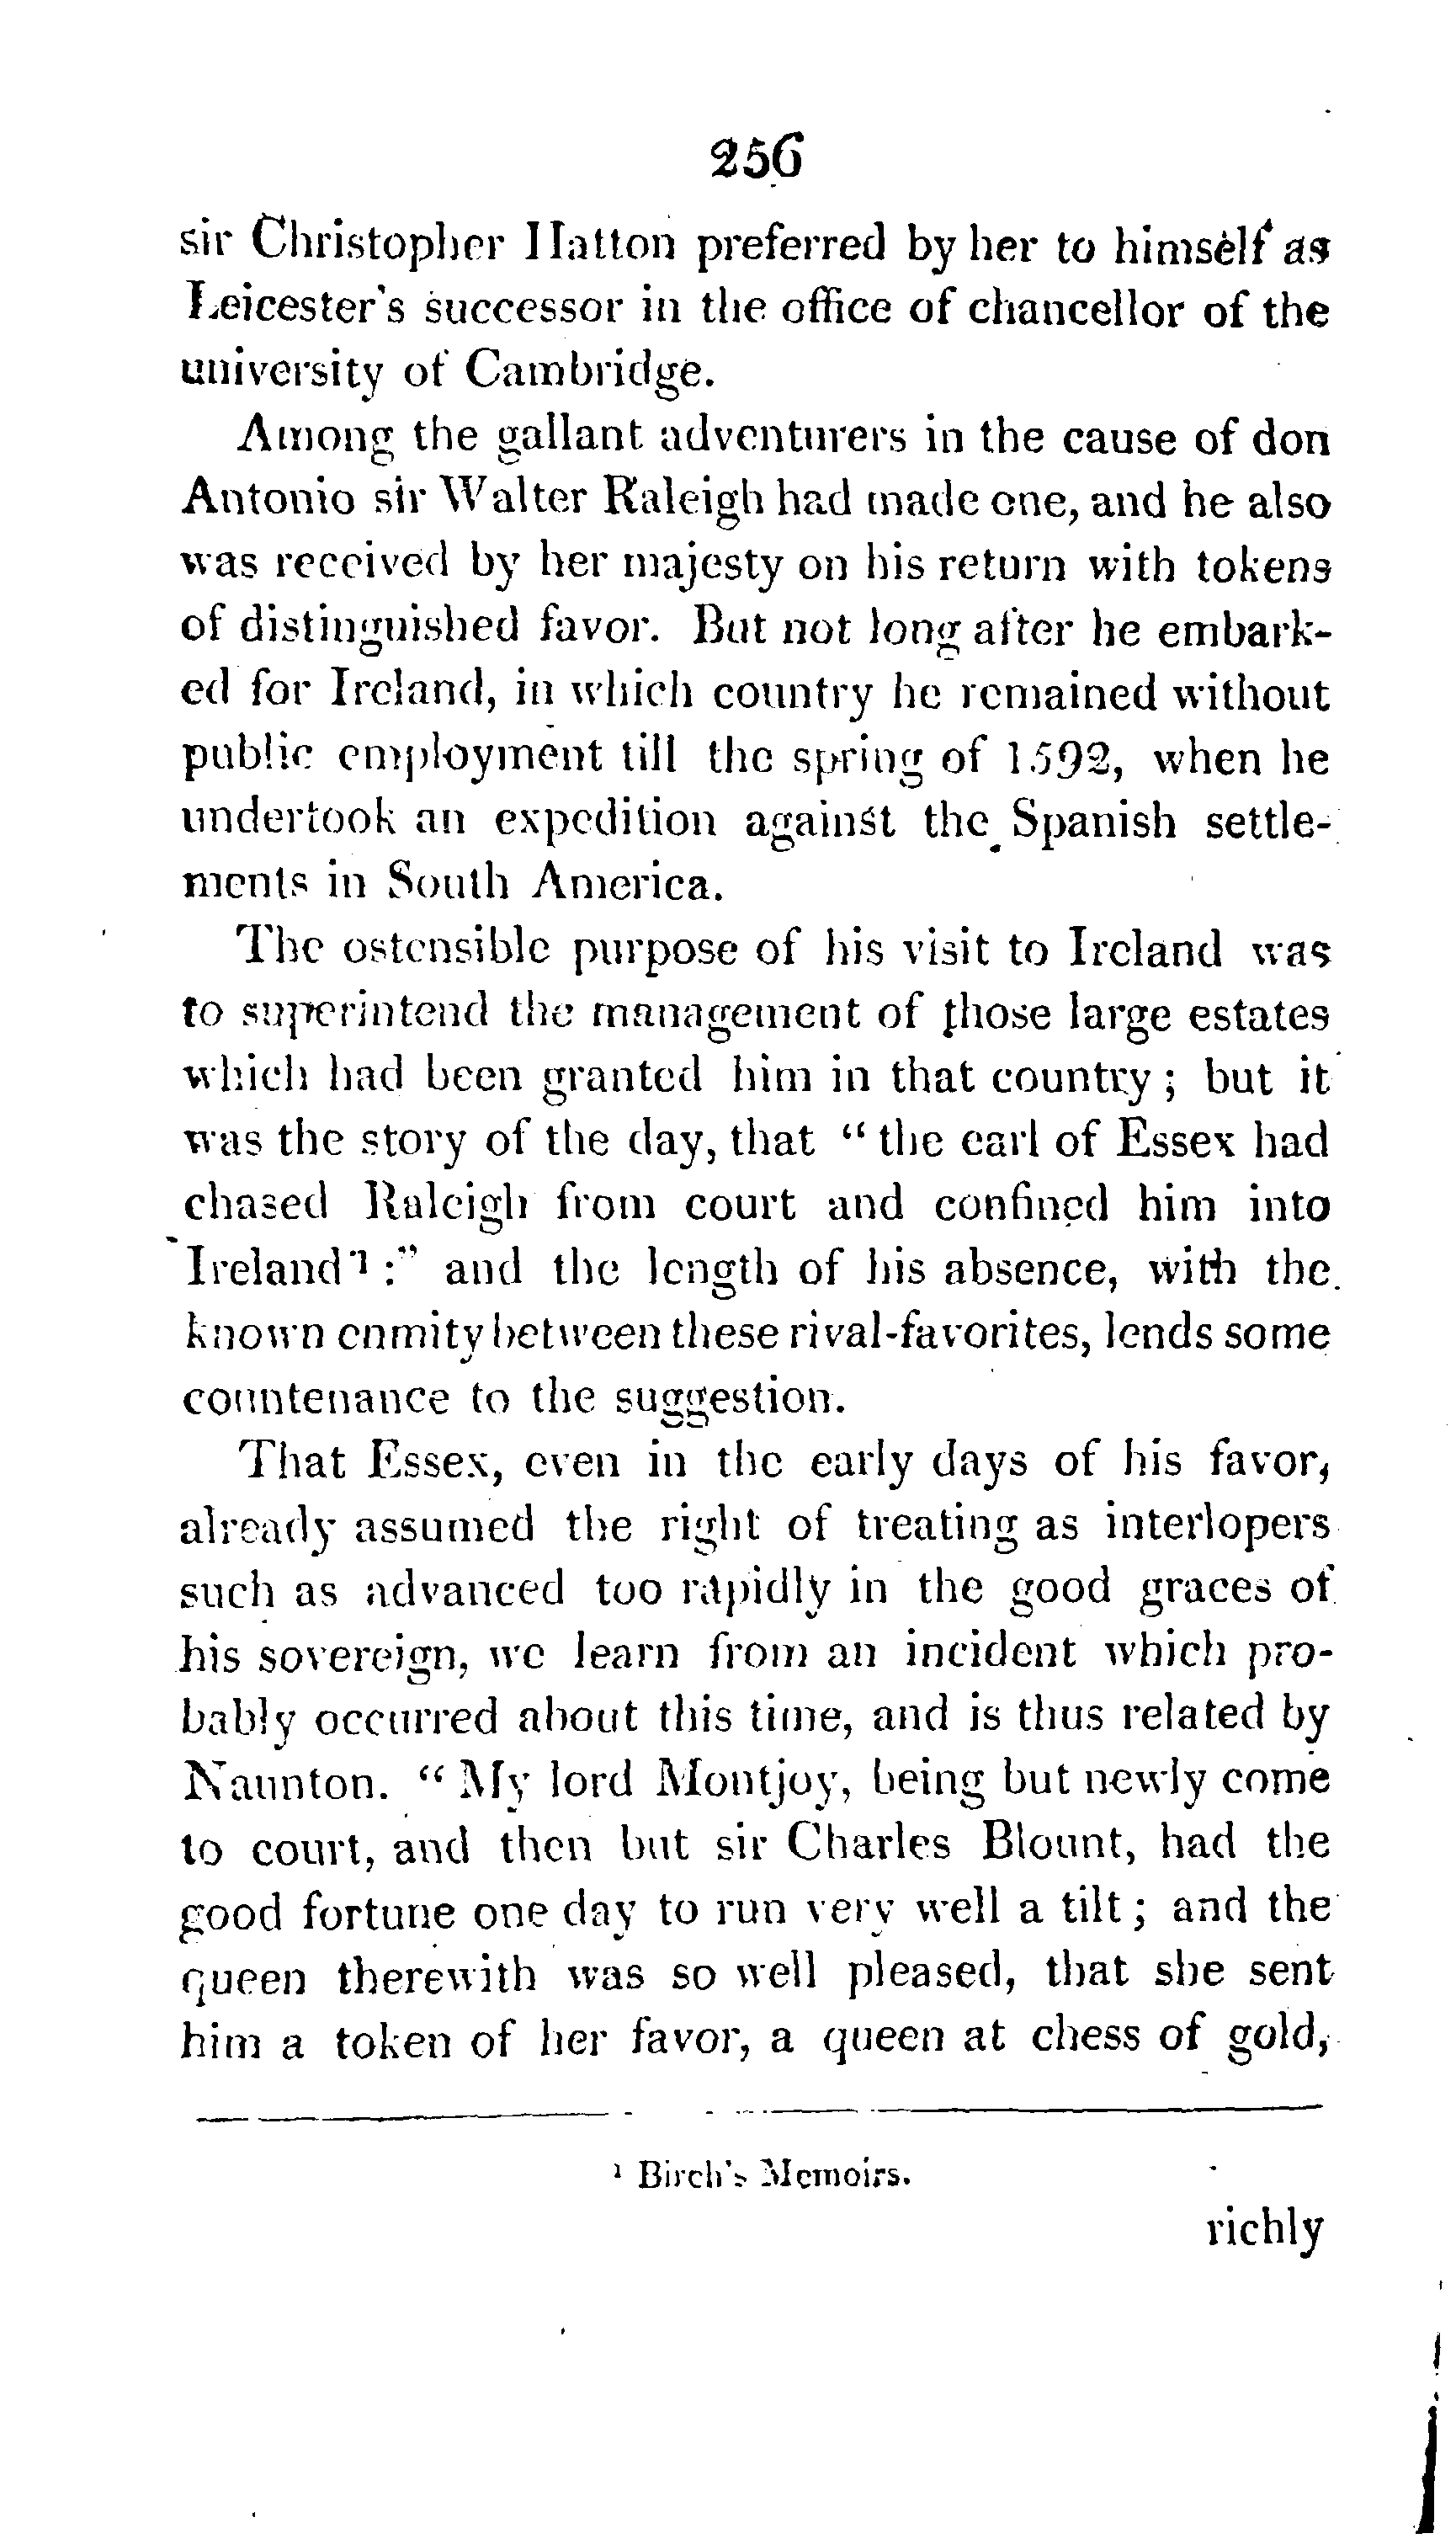 256
sir Christopher Hatton preferred by her to himself as
Leicester's successor in the office of chancellor of the
university of Cambridge.
Among the gallant adventurers in the cause of don
Antonio sir Walter Raleigh had made one, and he also
was received by her majesty on his return with tokens
of distinguished favor. But not long after he embark-
ed for Ireland, in which country he remained without
public employment till the spring of 1592, when he
undertook an expedition against the Spanish settle-
ments in South America.
The ostensible purpose of his visit to Ireland was
to superintend the management of those large estates
which had been granted him in that country; but it
was the story of the day, that "the earl of Essex had
chased Raleigh from court and confined him into
Ireland¹:" and the length of his absence, with the
known enmity between these rival-favorites, lends some
countenance to the suggestion.
That Essex, even in the early days of his favor,
already assumed the right of treating as interlopers
such as advanced too rapidly in the good graces of
his sovereign, we learn from an incident which pro-
bably occurred about this time, and is thus related by
Naunton. "My lord Montjoy, being but newly come
to court, and then but sir Charles Blount, had the
good fortune one day to run very well a tilt; and the
queen therewith was so well pleased, that she sent
him a token of her favor, a queen at chess of gold,
¹ Birch's Memoirs.
richly